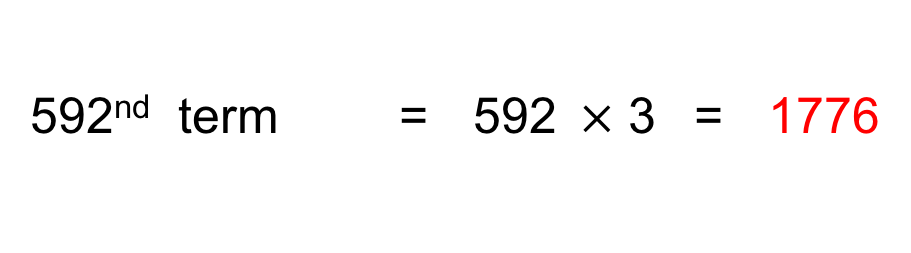 592nd term = 592 × 3 = 1776